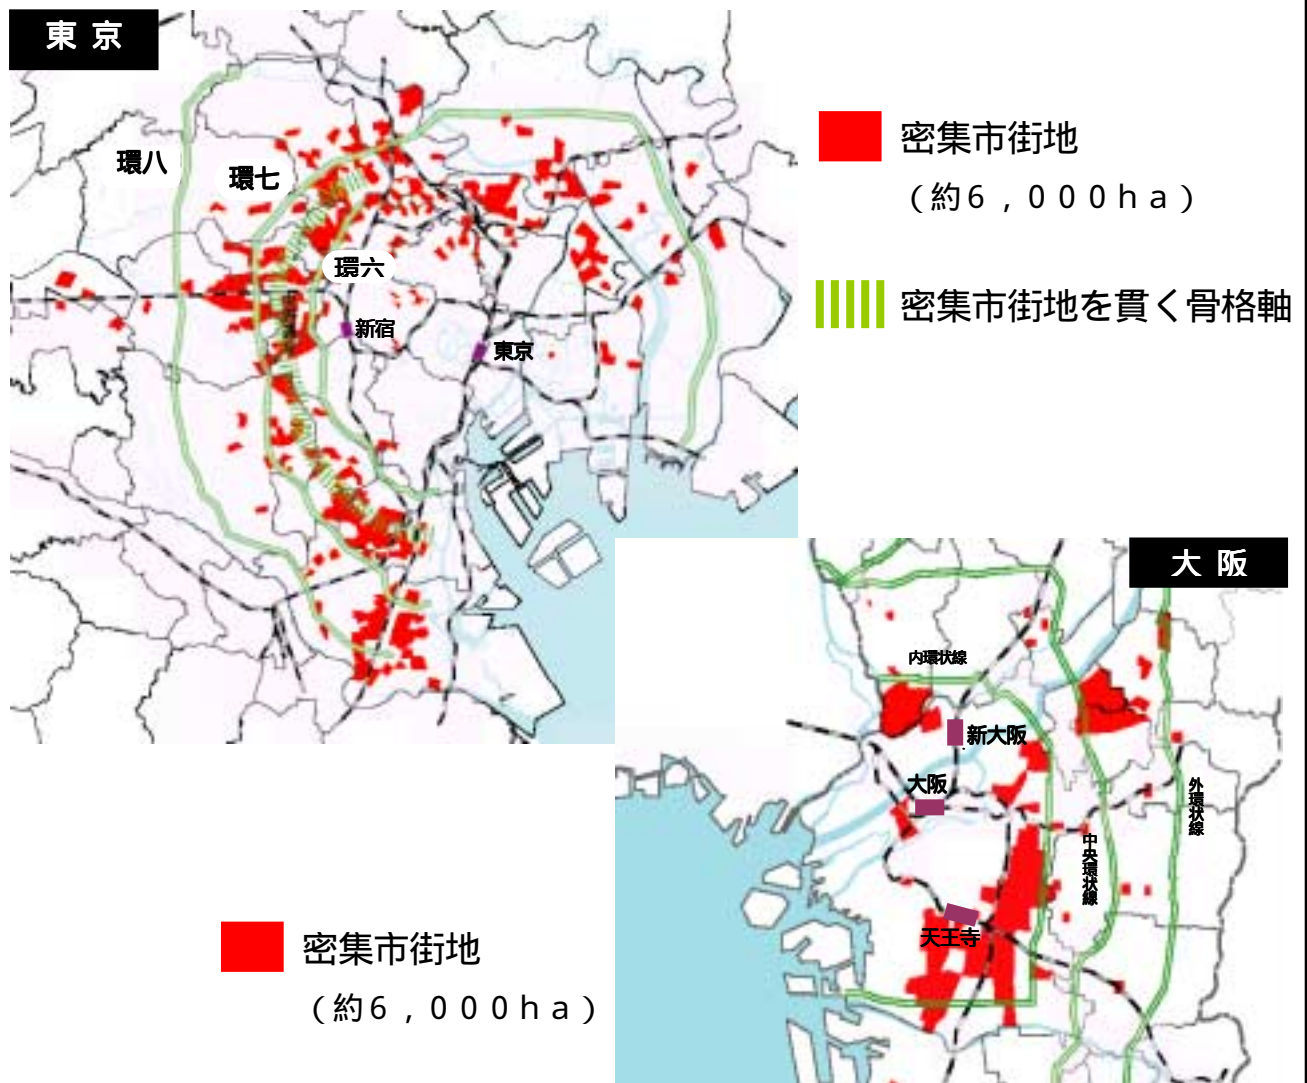 東京
密集市街地
（約６，０００ｈａ）
密集市街地を貫く骨格軸
環八
環七
環六
新宿
東京
大阪
内環状線
新大阪
大阪
外環状線
中央環状線
天王寺
密集市街地
（約６，０００ｈａ）